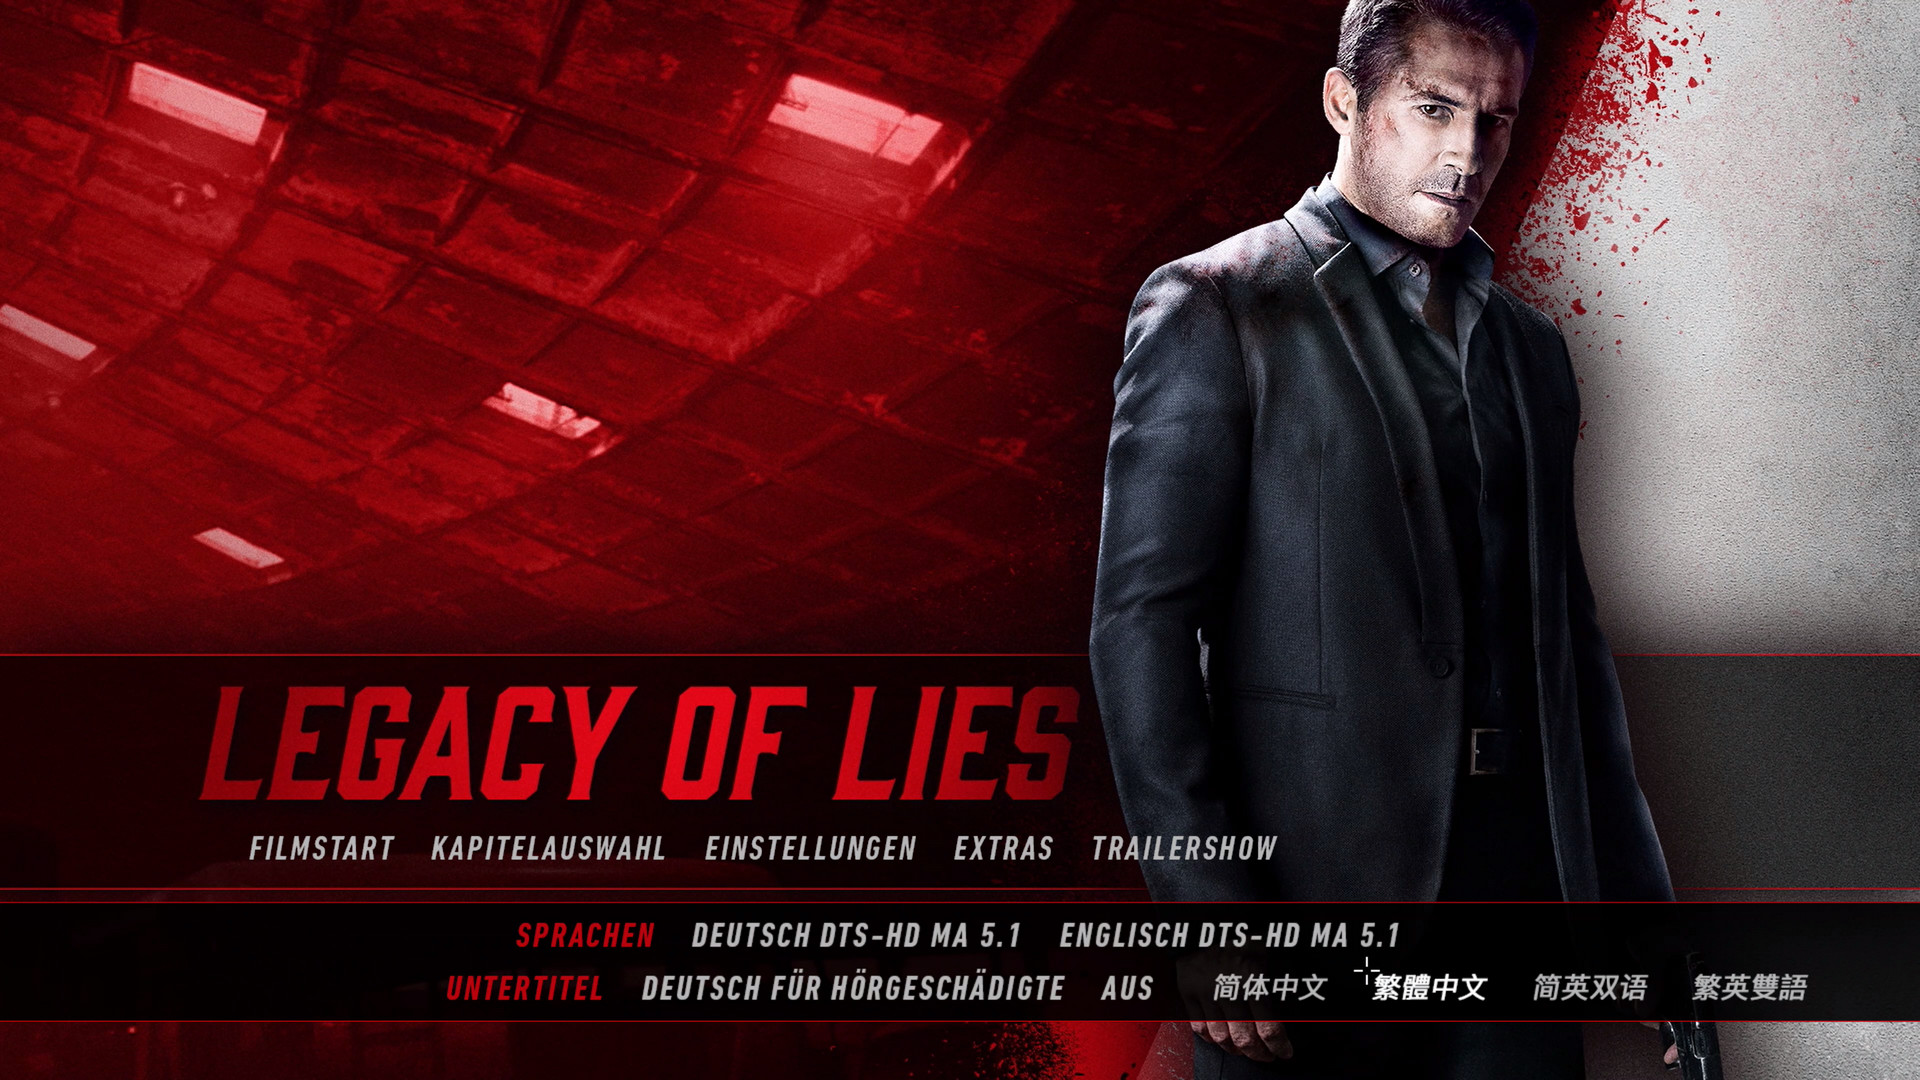 LEGACY OF LIES
FILMSTART KAPITELAUSWAHL EINSTELLUNGEN EXTRAS TRAILERSHOW
SPRACHEN DEUTSCH DTS-HD MA 5.1 ENGLISCH DTS-HD MA 5.1
UNTERTITEL DEUTSCH FÜR HÖRGESCHÄDIGTE AUS 简体中文 繁體中文 简英双语 繁英雙語